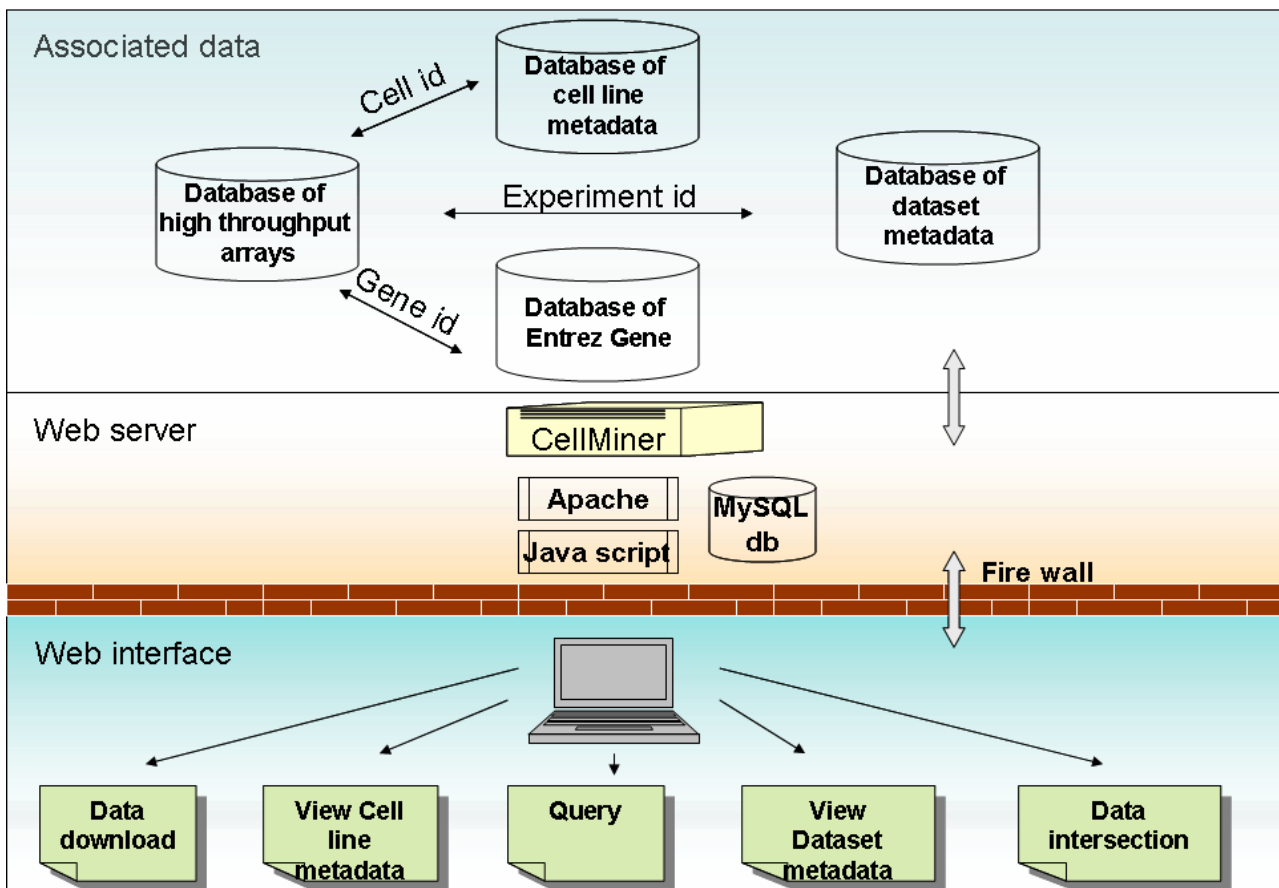 Associated data
Database of
cell line
metadata
Cell id
Database of
high throughput
arrays
Experiment id
Database of
dataset
metadata
Gene id
Database of
Entrez Gene
Web server
CellMiner
Apache
Java script
MySQL
db
Fire wall
Web interface
Data
download
View Cell
line
metadata
Query
View
Dataset
metadata
Data
intersection